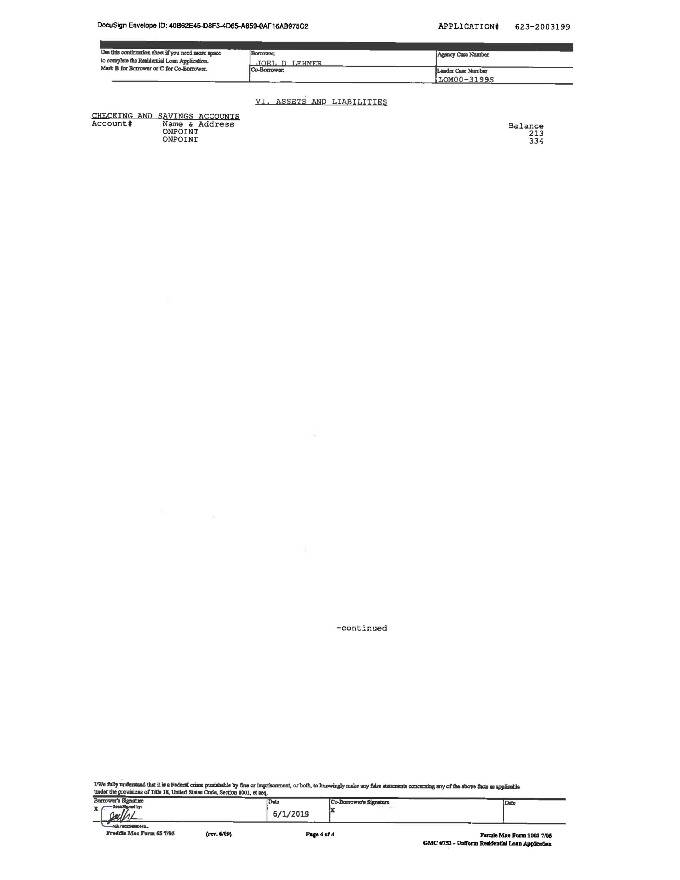 DocuSign Envelope ID: 40B62E45-D8F3-4D65-A859-0AF16AB975C2 APPLICATION# 623-2003199
Use this continuation sheet if you need more space
to complete the Residential Loan Application.
Mark B for Borrower or C for Co-Borrower.
Borrower:
JOEL D LEHNER
Co-Borrower:
Agency Case Number
Lender Case Number
LOM00-3199S
VI. ASSETS AND LIABILITIES
CHECKING AND SAVINGS ACCOUNTS
Account# Name & Address Balance
ONPOINT 213
ONPOINT 334
-continued
I/We fully understand that it is a Federal crime punishable by fine or imprisonment, or both, to knowingly make any false statements concerning any of the above facts as applicable
under the provisions of Title 18, United States Code, Section 1001, et seq.
Borrower's Signature Date Co-Borrower's Signature Date
DocuSigned by:
X 6/1/2019 X
Freddie Mac Form 65 7/05 (rev. 6/09) Page 4 of 4 Fannie Mae Form 1003 7/05
GMC 4753 - Uniform Residential Loan Application